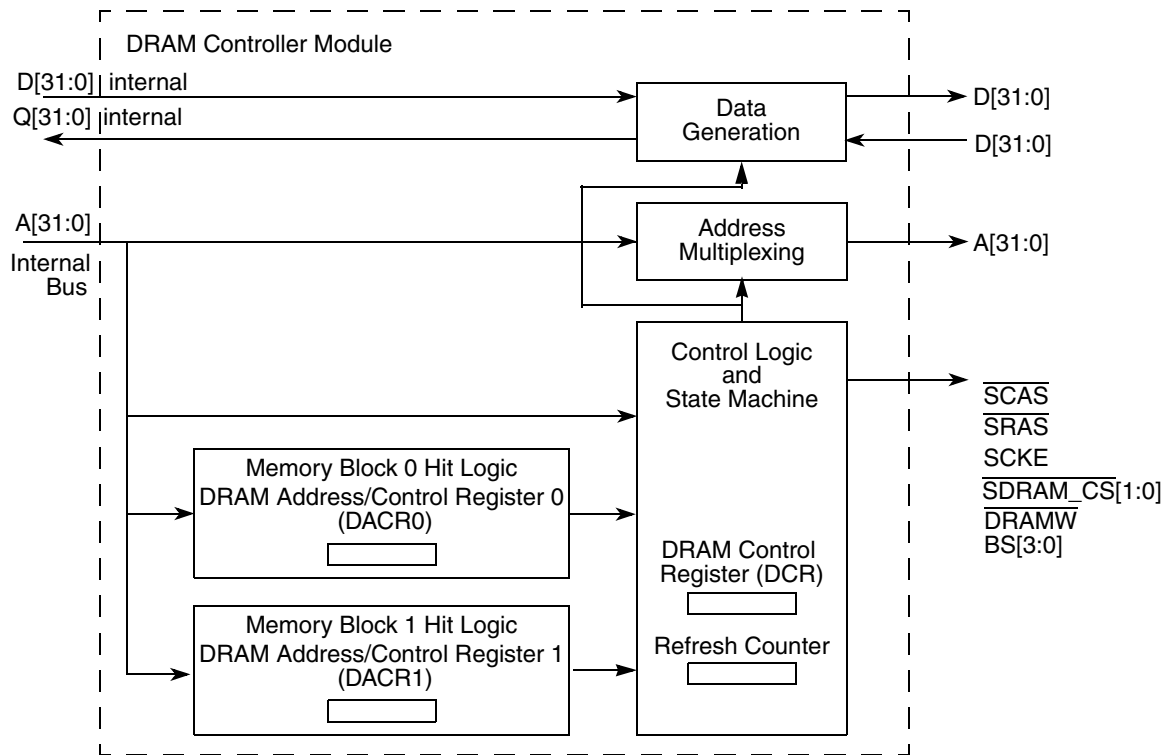 DRAM Controller Module
D[31:0] internal
Q[31:0] internal
Data
Generation
D[31:0]
D[31:0]
A[31:0]
Internal
Bus
Address
Multiplexing
A[31:0]
Control Logic
and
State Machine
SCAS
SRAS
SCKE
SDRAM_CS[1:0]
DRAMW
BS[3:0]
Memory Block 0 Hit Logic
DRAM Address/Control Register 0
(DACR0)
DRAM Control
Register (DCR)
Refresh Counter
Memory Block 1 Hit Logic
DRAM Address/Control Register 1
(DACR1)